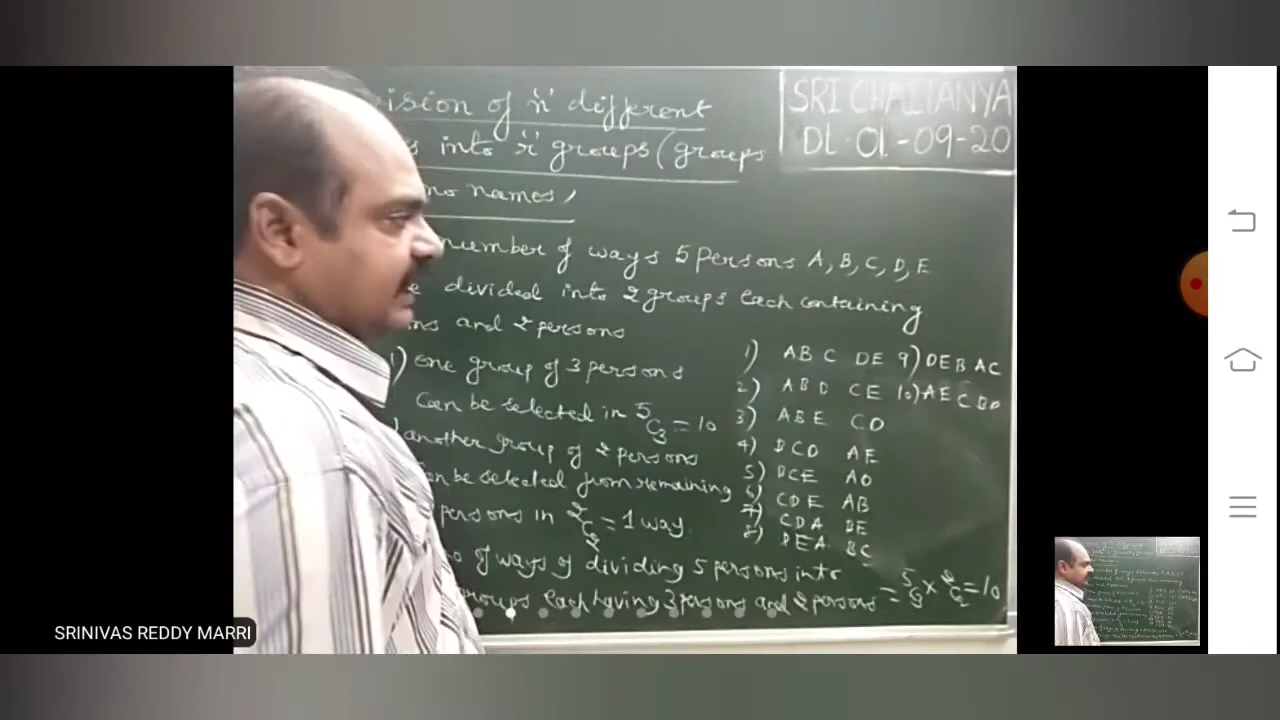 ision of 'n' different
SRI CHAITANYA
Dt 01-09-20
s into 'r' groups (groups
no names)
number of ways 5 persons A, B, C, D, E
e divided into 2 groups each containing
ns and 2 persons
1) One group of 3 persons
Can be selected in 5C3 = 10
another group of 2 persons
n be selected from remaining
persons in 2C2 = 1 way.
no of ways of dividing 5 persons into
groups each having 3 persons and 2 persons = 5C3 × 2C2 = 10
1) ABC DE 9) DEB AC
2) ABD CE 10) AEC BD
3) ABE CD
4) BCD AE
5) BCE AD
6) CDE AB
7) CDA BE
8) DEA BC
SRINIVAS REDDY MARRI